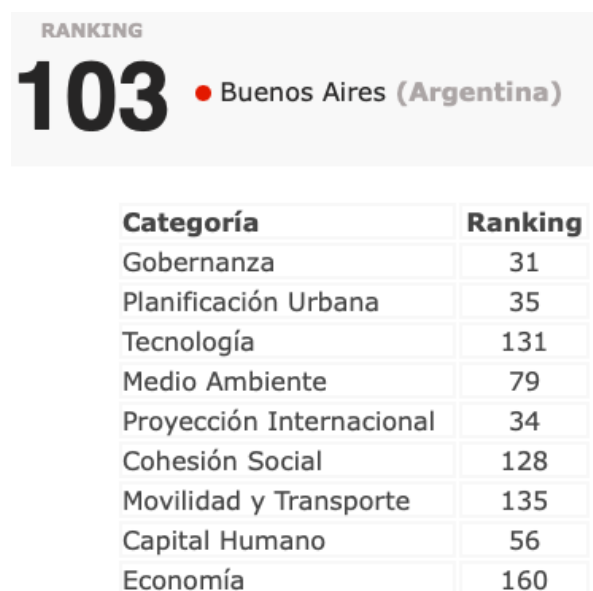 RANKING
103 Buenos Aires (Argentina)
Categoría Ranking
Gobernanza 31
Planificación Urbana 35
Tecnología 131
Medio Ambiente 79
Proyección Internacional 34
Cohesión Social 128
Movilidad y Transporte 135
Capital Humano 56
Economía 160